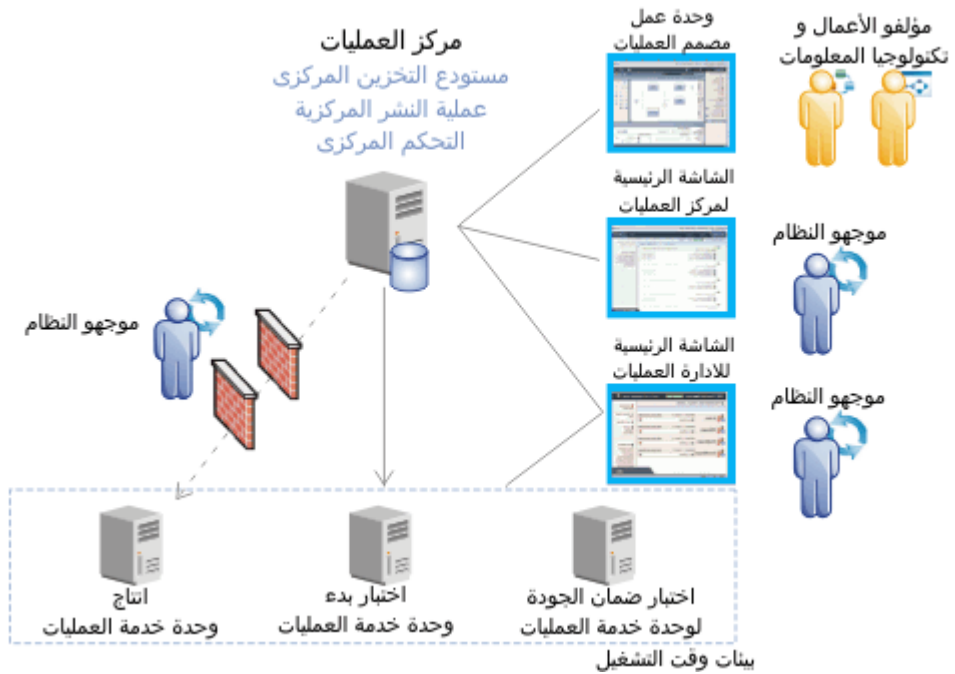 مؤلفو الأعمال و
تكنولوجيا المعلومات
وحدة عمل
مصمم العمليات
مركز العمليات
مستودع التخزين المركزى
عملية النشر المركزية
التحكم المركزى
الشاشة الرئيسية
لمركز العمليات
موجهو النظام
موجهو النظام
الشاشة الرئيسية
للادارة العمليات
موجهو النظام
اختبار ضمان الجودة
لوحدة خدمة العمليات
اختبار بدء
وحدة خدمة العمليات
انتاج
وحدة خدمة العمليات
بيئات وقت التشغيل